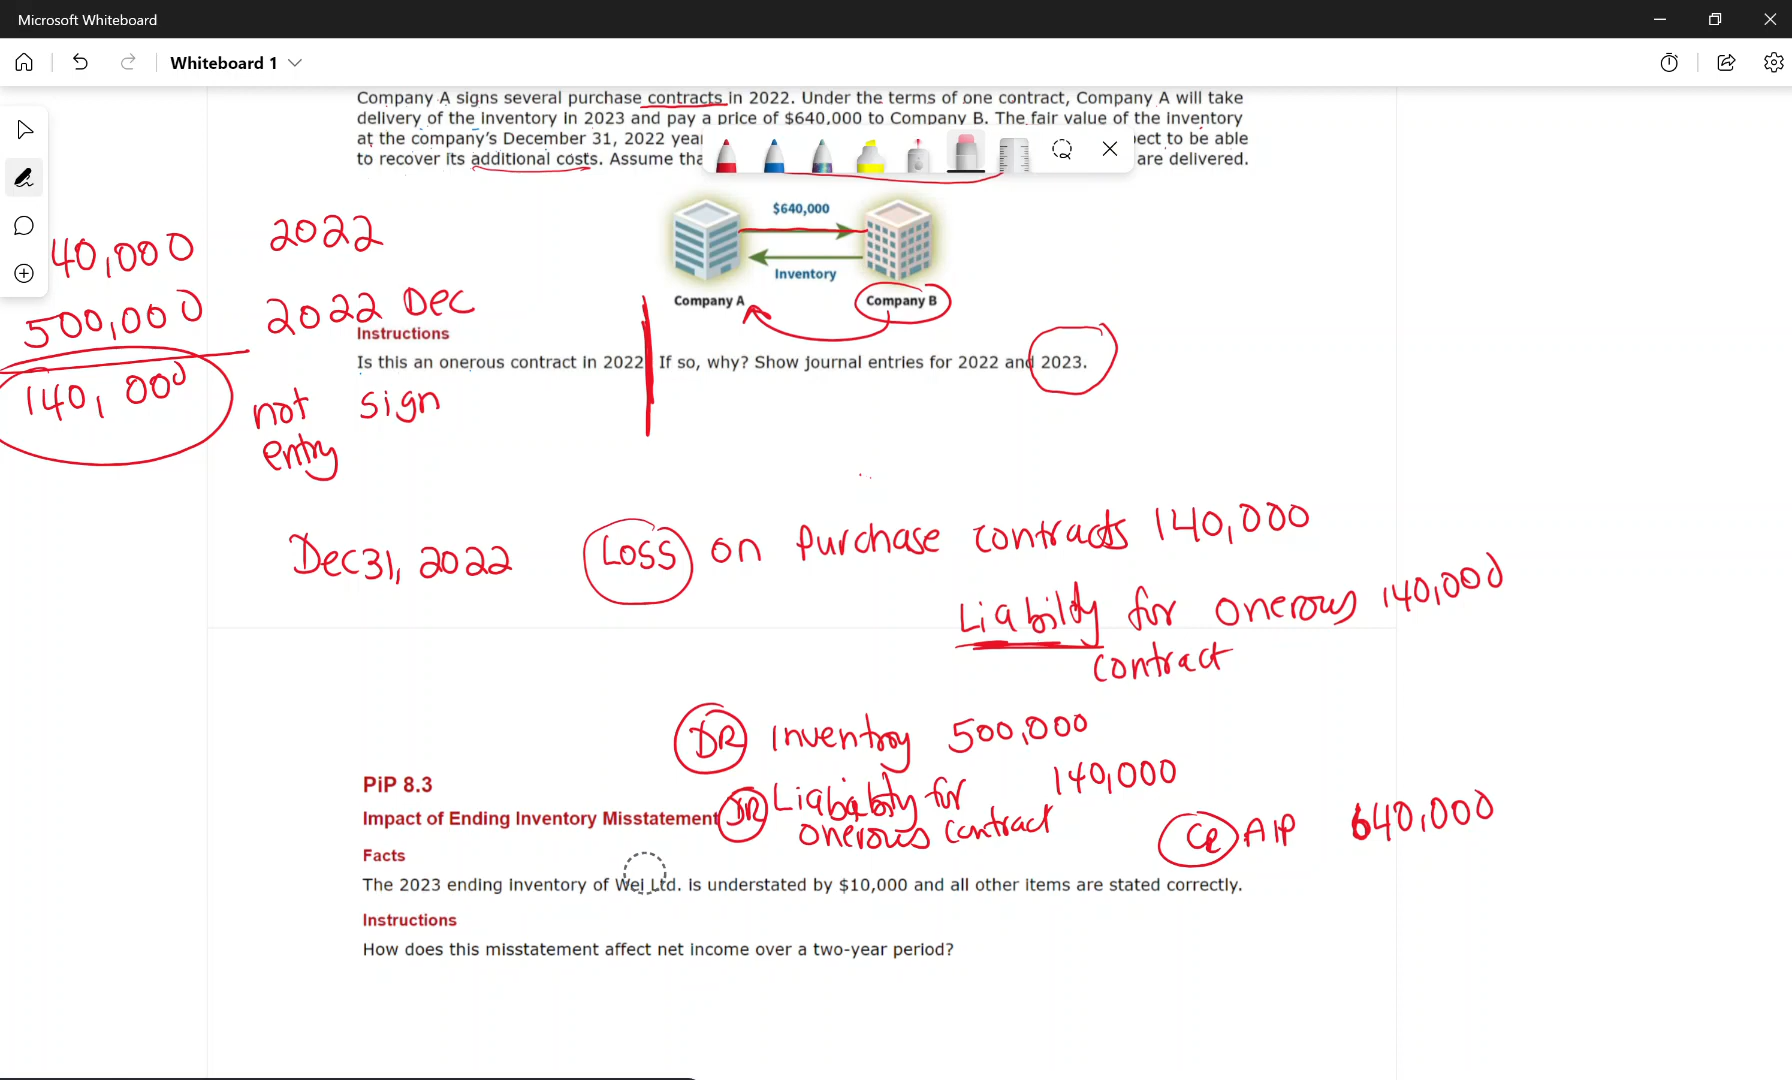 Microsoft Whiteboard
Whiteboard 1
Company A signs several purchase contracts in 2022. Under the terms of one contract, Company A will take
delivery of the inventory in 2023 and pay a price of $640,000 to Company B. The fair value of the inventory
at the company's December 31, 2022 yea ect to be able
to recover its additional costs. Assume tha are delivered.
$640,000
Inventory
Company A Company B
40,000
500,000
140,000
2022
2022 Dec
Instructions
Is this an onerous contract in 2022 If so, why? Show journal entries for 2022 and 2023.
not sign
entry
Dec 31, 2022 Loss on Purchase contracts 140,000
Liability for onerous 140,000
contract
DR Inventroy 500,000
DR Liability for 140,000
onerous contract
CR A/P 640,000
PiP 8.3
Impact of Ending Inventory Misstatement
Facts
The 2023 ending inventory of Wei Ltd. is understated by $10,000 and all other items are stated correctly.
Instructions
How does this misstatement affect net income over a two-year period?